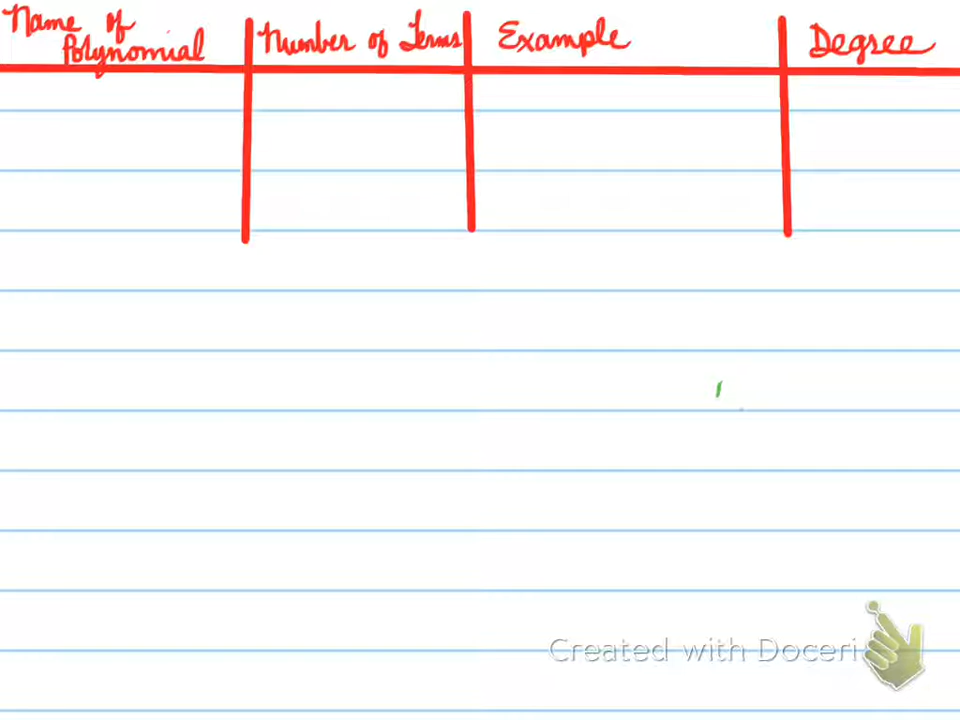 Name of
Polynomial
Number of Terms
Example
Degree
Created with Doceri